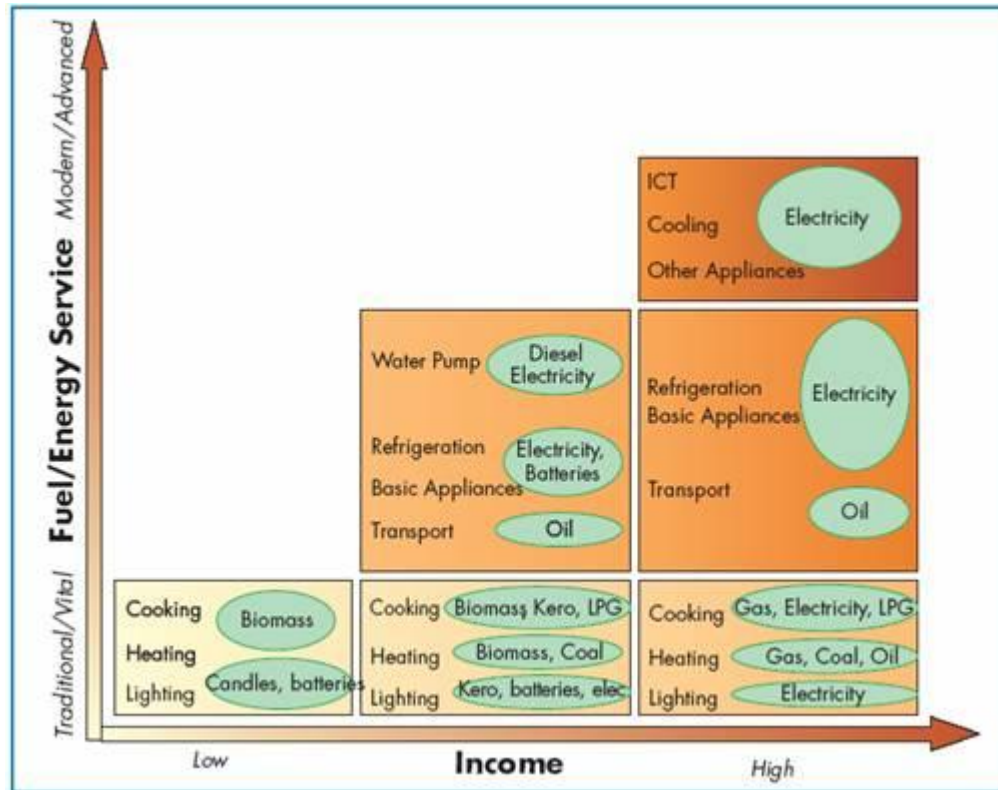 Fuel/Energy Service
Modern/Advanced
Traditional/Vital
ICT
Cooling
Other Appliances
Electricity
Water Pump
Diesel
Electricity
Refrigeration
Basic Appliances
Electricity,
Batteries
Transport
Oil
Refrigeration
Basic Appliances
Electricity
Transport
Oil
Cooking
Biomass
Heating
Lighting
Candles, batteries
Cooking
Biomass, Kero, LPG
Heating
Biomass, Coal
Lighting
Kero, batteries, elec
Cooking
Gas, Electricity, LPG
Heating
Gas, Coal, Oil
Lighting
Electricity
Low
Income
High